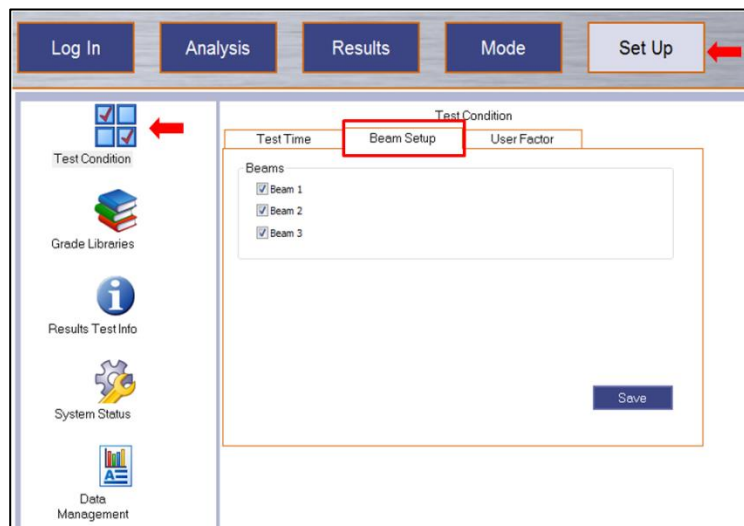 Log In
Analysis
Results
Mode
Set Up
Test Condition
Grade Libraries
Results Test Info
System Status
Data
Management
Test Condition
Test Time
Beam Setup
User Factor
Beams
Beam 1
Beam 2
Beam 3
Save